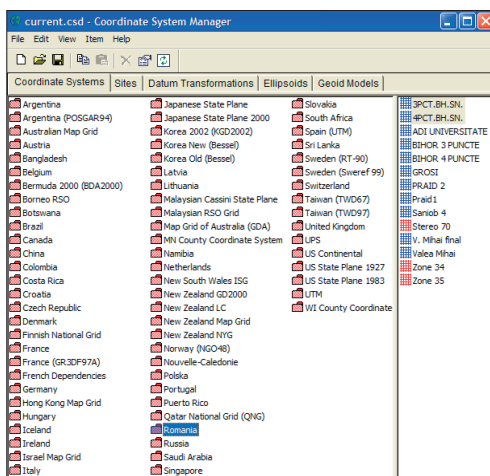 current.csd - Coordinate System Manager
File Edit View Item Help
Coordinate Systems Sites Datum Transformations Ellipsoids Geoid Models
Argentina
Argentina (POSGAR94)
Australian Map Grid
Austria
Bangladesh
Belgium
Bermuda 2000 (BDA2000)
Borneo RSO
Botswana
Brazil
Canada
China
Colombia
Costa Rica
Croatia
Czech Republic
Denmark
Finnish National Grid
France
France (GR3DF97A)
French Dependencies
Germany
Hong Kong Map Grid
Hungary
Iceland
Ireland
Israel Map Grid
Italy
Japanese State Plane
Japanese State Plane 2000
Korea 2002 (KGD2002)
Korea New (Bessel)
Korea Old (Bessel)
Latvia
Lithuania
Malaysian Cassini State Plane
Malaysian RSO Grid
Map Grid of Australia (GDA)
MN County Coordinate System
Namibia
Netherlands
New South Wales ISG
New Zealand GD2000
New Zealand LC
New Zealand Map Grid
New Zealand NYG
Norway (NGO48)
Nouvelle-Caledonie
Polska
Portugal
Puerto Rico
Qatar National Grid (QNG)
Romania
Russia
Saudi Arabia
Singapore
Slovakia
South Africa
Spain (UTM)
Sri Lanka
Sweden (RT-90)
Sweden (Sweref 99)
Switzerland
Taiwan (TWD67)
Taiwan (TWD97)
United Kingdom
UPS
US Continental
US State Plane 1927
US State Plane 1983
UTM
WI County Coordinate
3PCT.BH.SN.
4PCT.BH.SN.
ADI UNIVERSITATE
BIHOR 3 PUNCTE
BIHOR 4 PUNCTE
GROSI
PRAID 2
Praid1
Saniob 4
Stereo 70
V. Mihai final
Valea Mihai
Zone 34
Zone 35